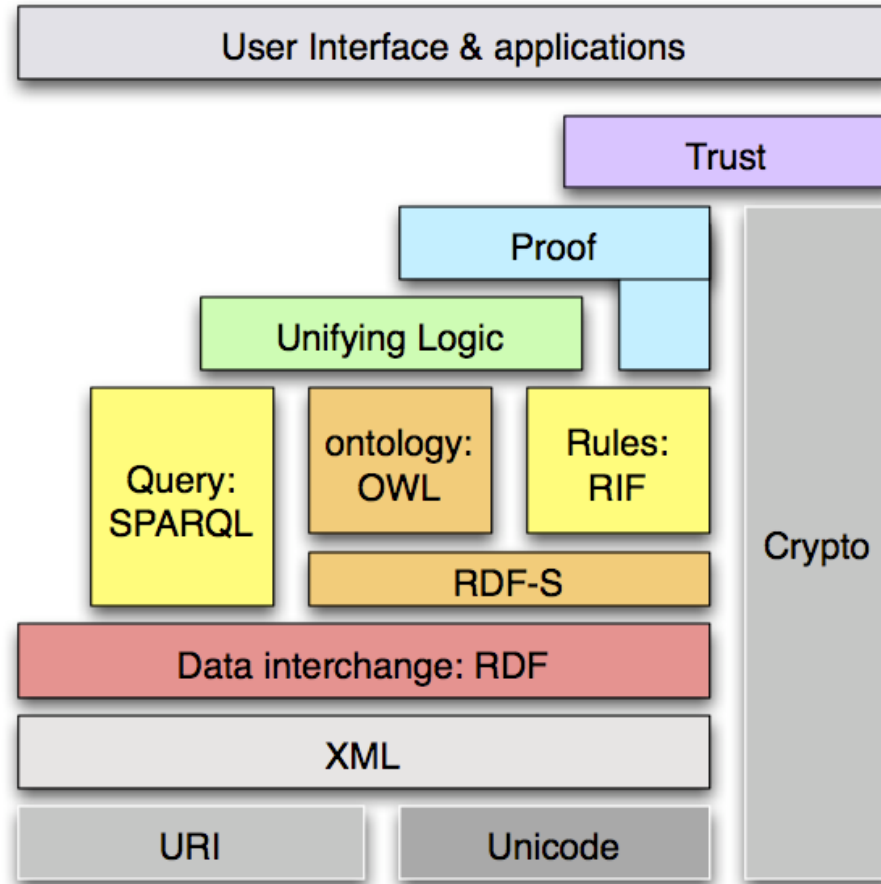 User Interface & applications
Trust
Proof
Unifying Logic
ontology:
OWL
Rules:
RIF
Query:
SPARQL
Crypto
RDF-S
Data interchange: RDF
XML
URI
Unicode